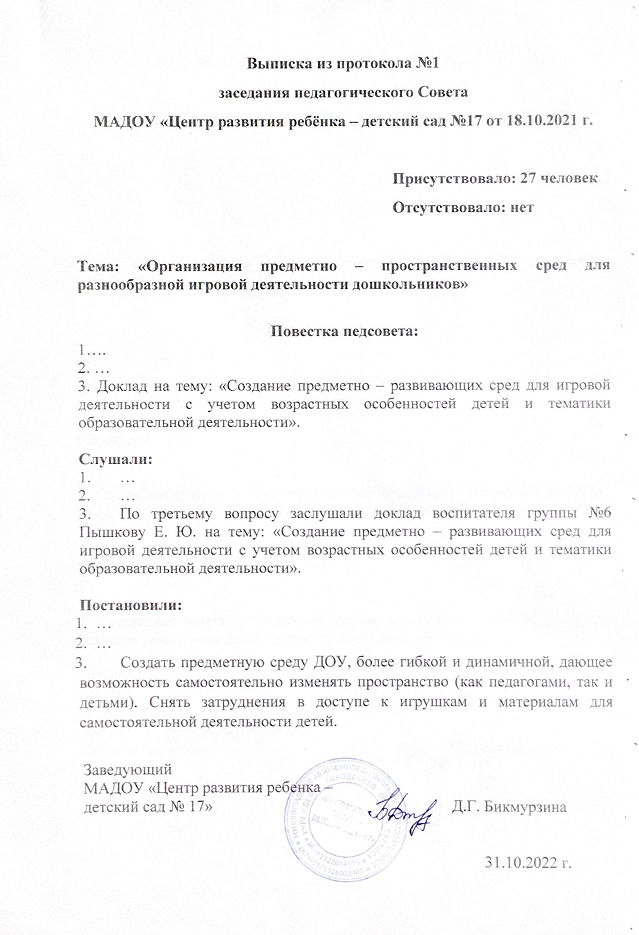 Выписка из протокола №1
заседания педагогического Совета
МАДОУ «Центр развития ребёнка – детский сад №17 от 18.10.2021 г.
Присутствовало: 27 человек
Отсутствовало: нет
Тема: «Организация предметно – пространственных сред для
разнообразной игровой деятельности дошкольников»
Повестка педсовета:
1….
2. …
3. Доклад на тему: «Создание предметно – развивающих сред для игровой
деятельности с учетом возрастных особенностей детей и тематики
образовательной деятельности».
Слушали:
1. …
2. …
3. По третьему вопросу заслушали доклад воспитателя группы №6
Пышкову Е. Ю. на тему: «Создание предметно – развивающих сред для
игровой деятельности с учетом возрастных особенностей детей и тематики
образовательной деятельности».
Постановили:
1. …
2. …
3. Создать предметную среду ДОУ, более гибкой и динамичной, дающее
возможность самостоятельно изменять пространство (как педагогами, так и
детьми). Снять затруднения в доступе к игрушкам и материалам для
самостоятельной деятельности детей.
Заведующий
МАДОУ «Центр развития ребенка –
детский сад № 17»
Д.Г. Бикмурзина
31.10.2022 г.